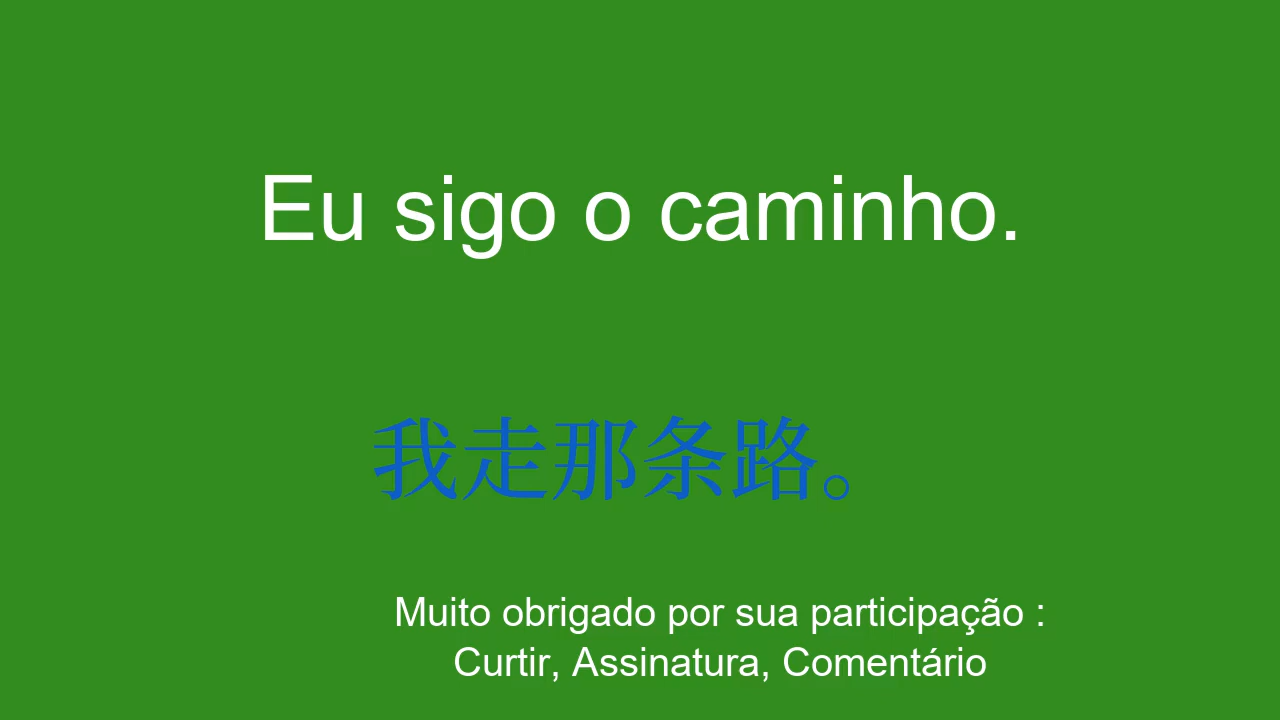 Eu sigo o caminho.
我走那条路。
Muito obrigado por sua participação :
Curtir, Assinatura, Comentário